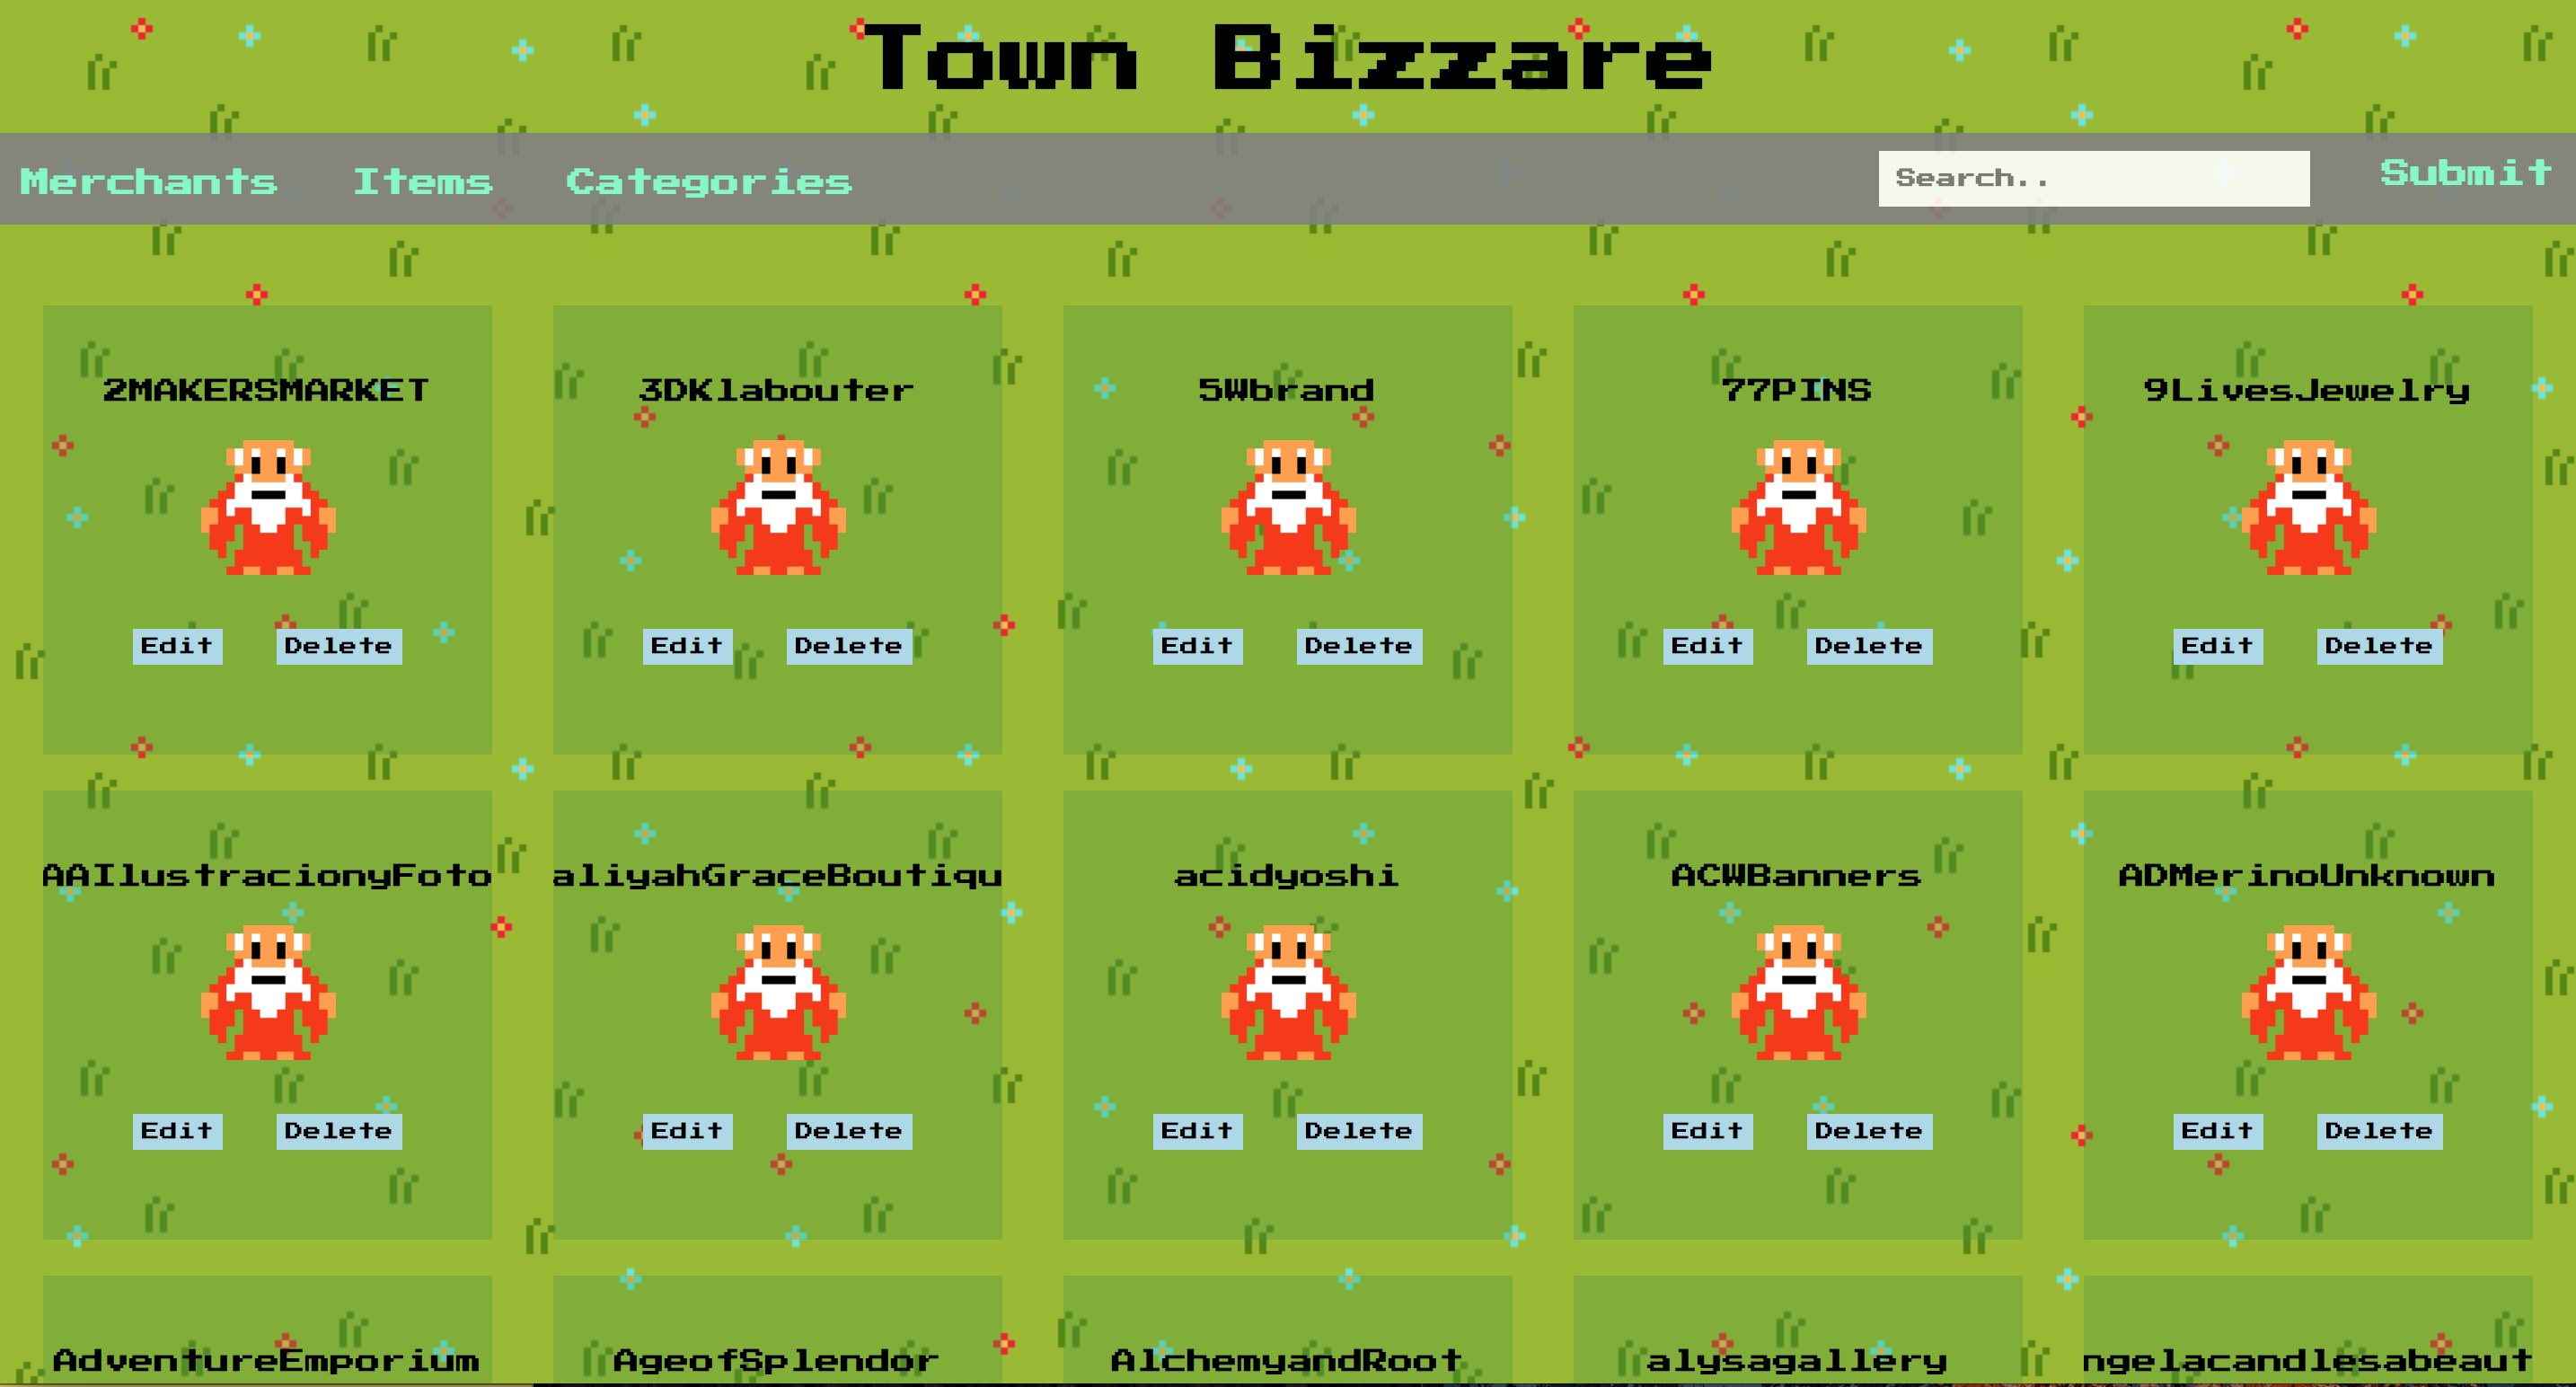 Town Bizzare
Merchants Items Categories Search.. Submit
2MAKERSMARKET 3DKlabouter 5Wbrand 77PINS 9LivesJewelry
Edit Delete Edit Delete Edit Delete Edit Delete Edit Delete
AAIlustracionyFoto aliyahGraceBoutiqu acidyoshi ACWBanners ADMerinoUnknown
Edit Delete Edit Delete Edit Delete Edit Delete Edit Delete
AdventureEmporium AgeofSplendor AlchemyandRoot alysagallery ngelacandlesabeaut